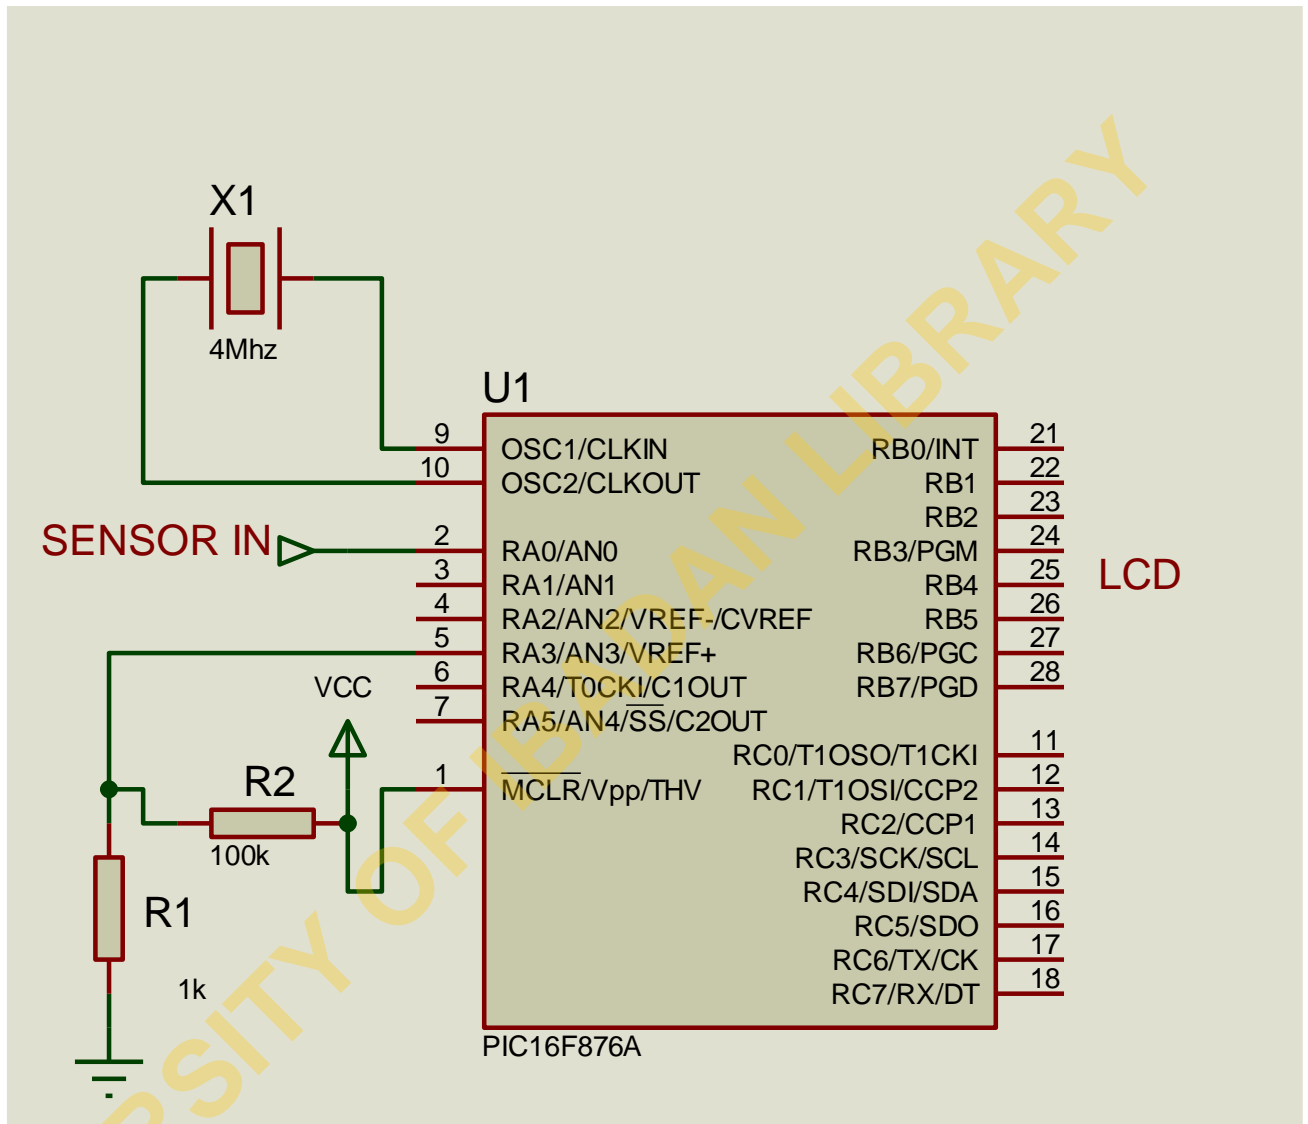 X1
4Mhz
U1
9 OSC1/CLKIN RB0/INT 21
10 OSC2/CLKOUT RB1 22
RB2 23
SENSOR IN 2 RA0/AN0 RB3/PGM 24
3 RA1/AN1 RB4 25 LCD
4 RA2/AN2/VREF-/CVREF RB5 26
5 RA3/AN3/VREF+ RB6/PGC 27
VCC 6 RA4/T0CKI/C1OUT RB7/PGD 28
7 RA5/AN4/SS/C2OUT
RC0/T1OSO/T1CKI 11
R2 1 MCLR/Vpp/THV RC1/T1OSI/CCP2 12
RC2/CCP1 13
100k RC3/SCK/SCL 14
RC4/SDI/SDA 15
R1 RC5/SDO 16
RC6/TX/CK 17
1k RC7/RX/DT 18
PIC16F876A
RSITY OF IBADAN LIBRARY